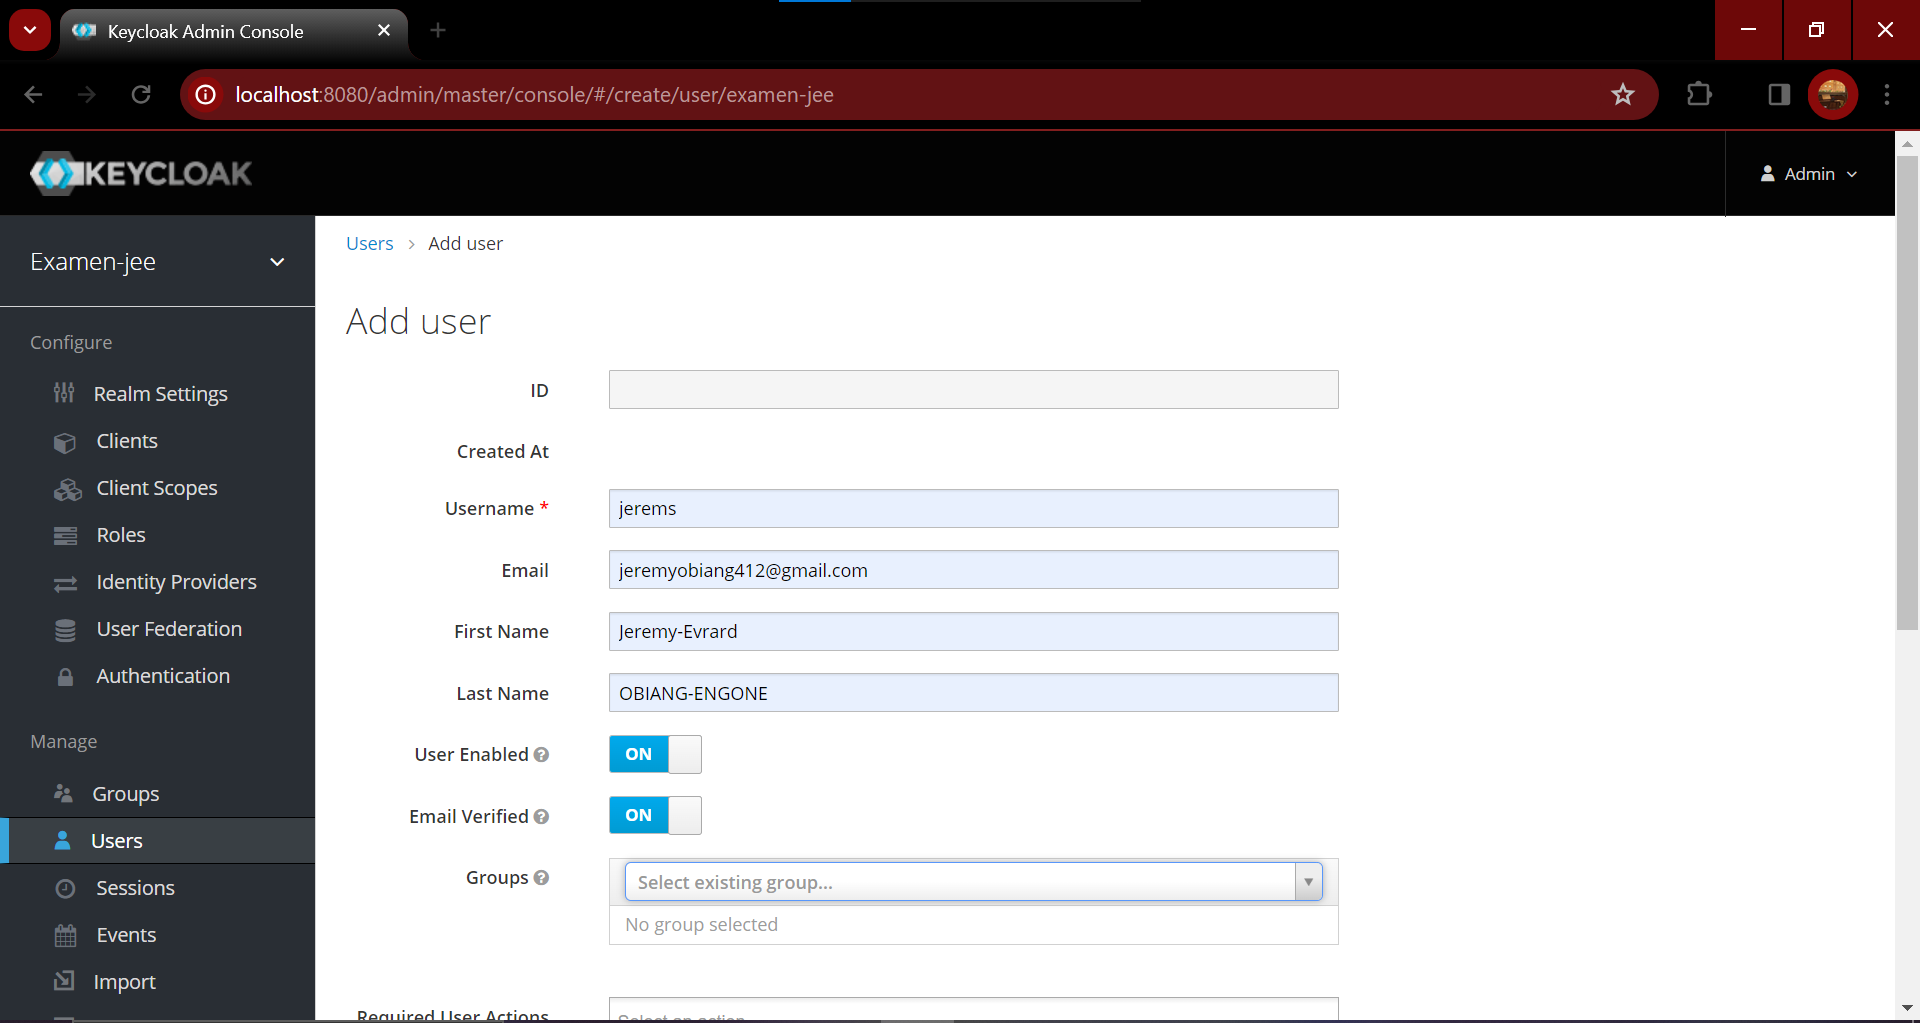 Keycloak Admin Console
localhost:8080/admin/master/console/#/create/user/examen-jee
KEYCLOAK
Admin
Examen-jee
Configure
Realm Settings
Clients
Client Scopes
Roles
Identity Providers
User Federation
Authentication
Manage
Groups
Users
Sessions
Events
Import
Users > Add user
Add user
ID
Created At
Username * jerems
Email jeremyobiang412@gmail.com
First Name Jeremy-Evrard
Last Name OBIANG-ENGONE
User Enabled ? ON
Email Verified ? ON
Groups ? Select existing group...
No group selected
Required User Actions Select an action...